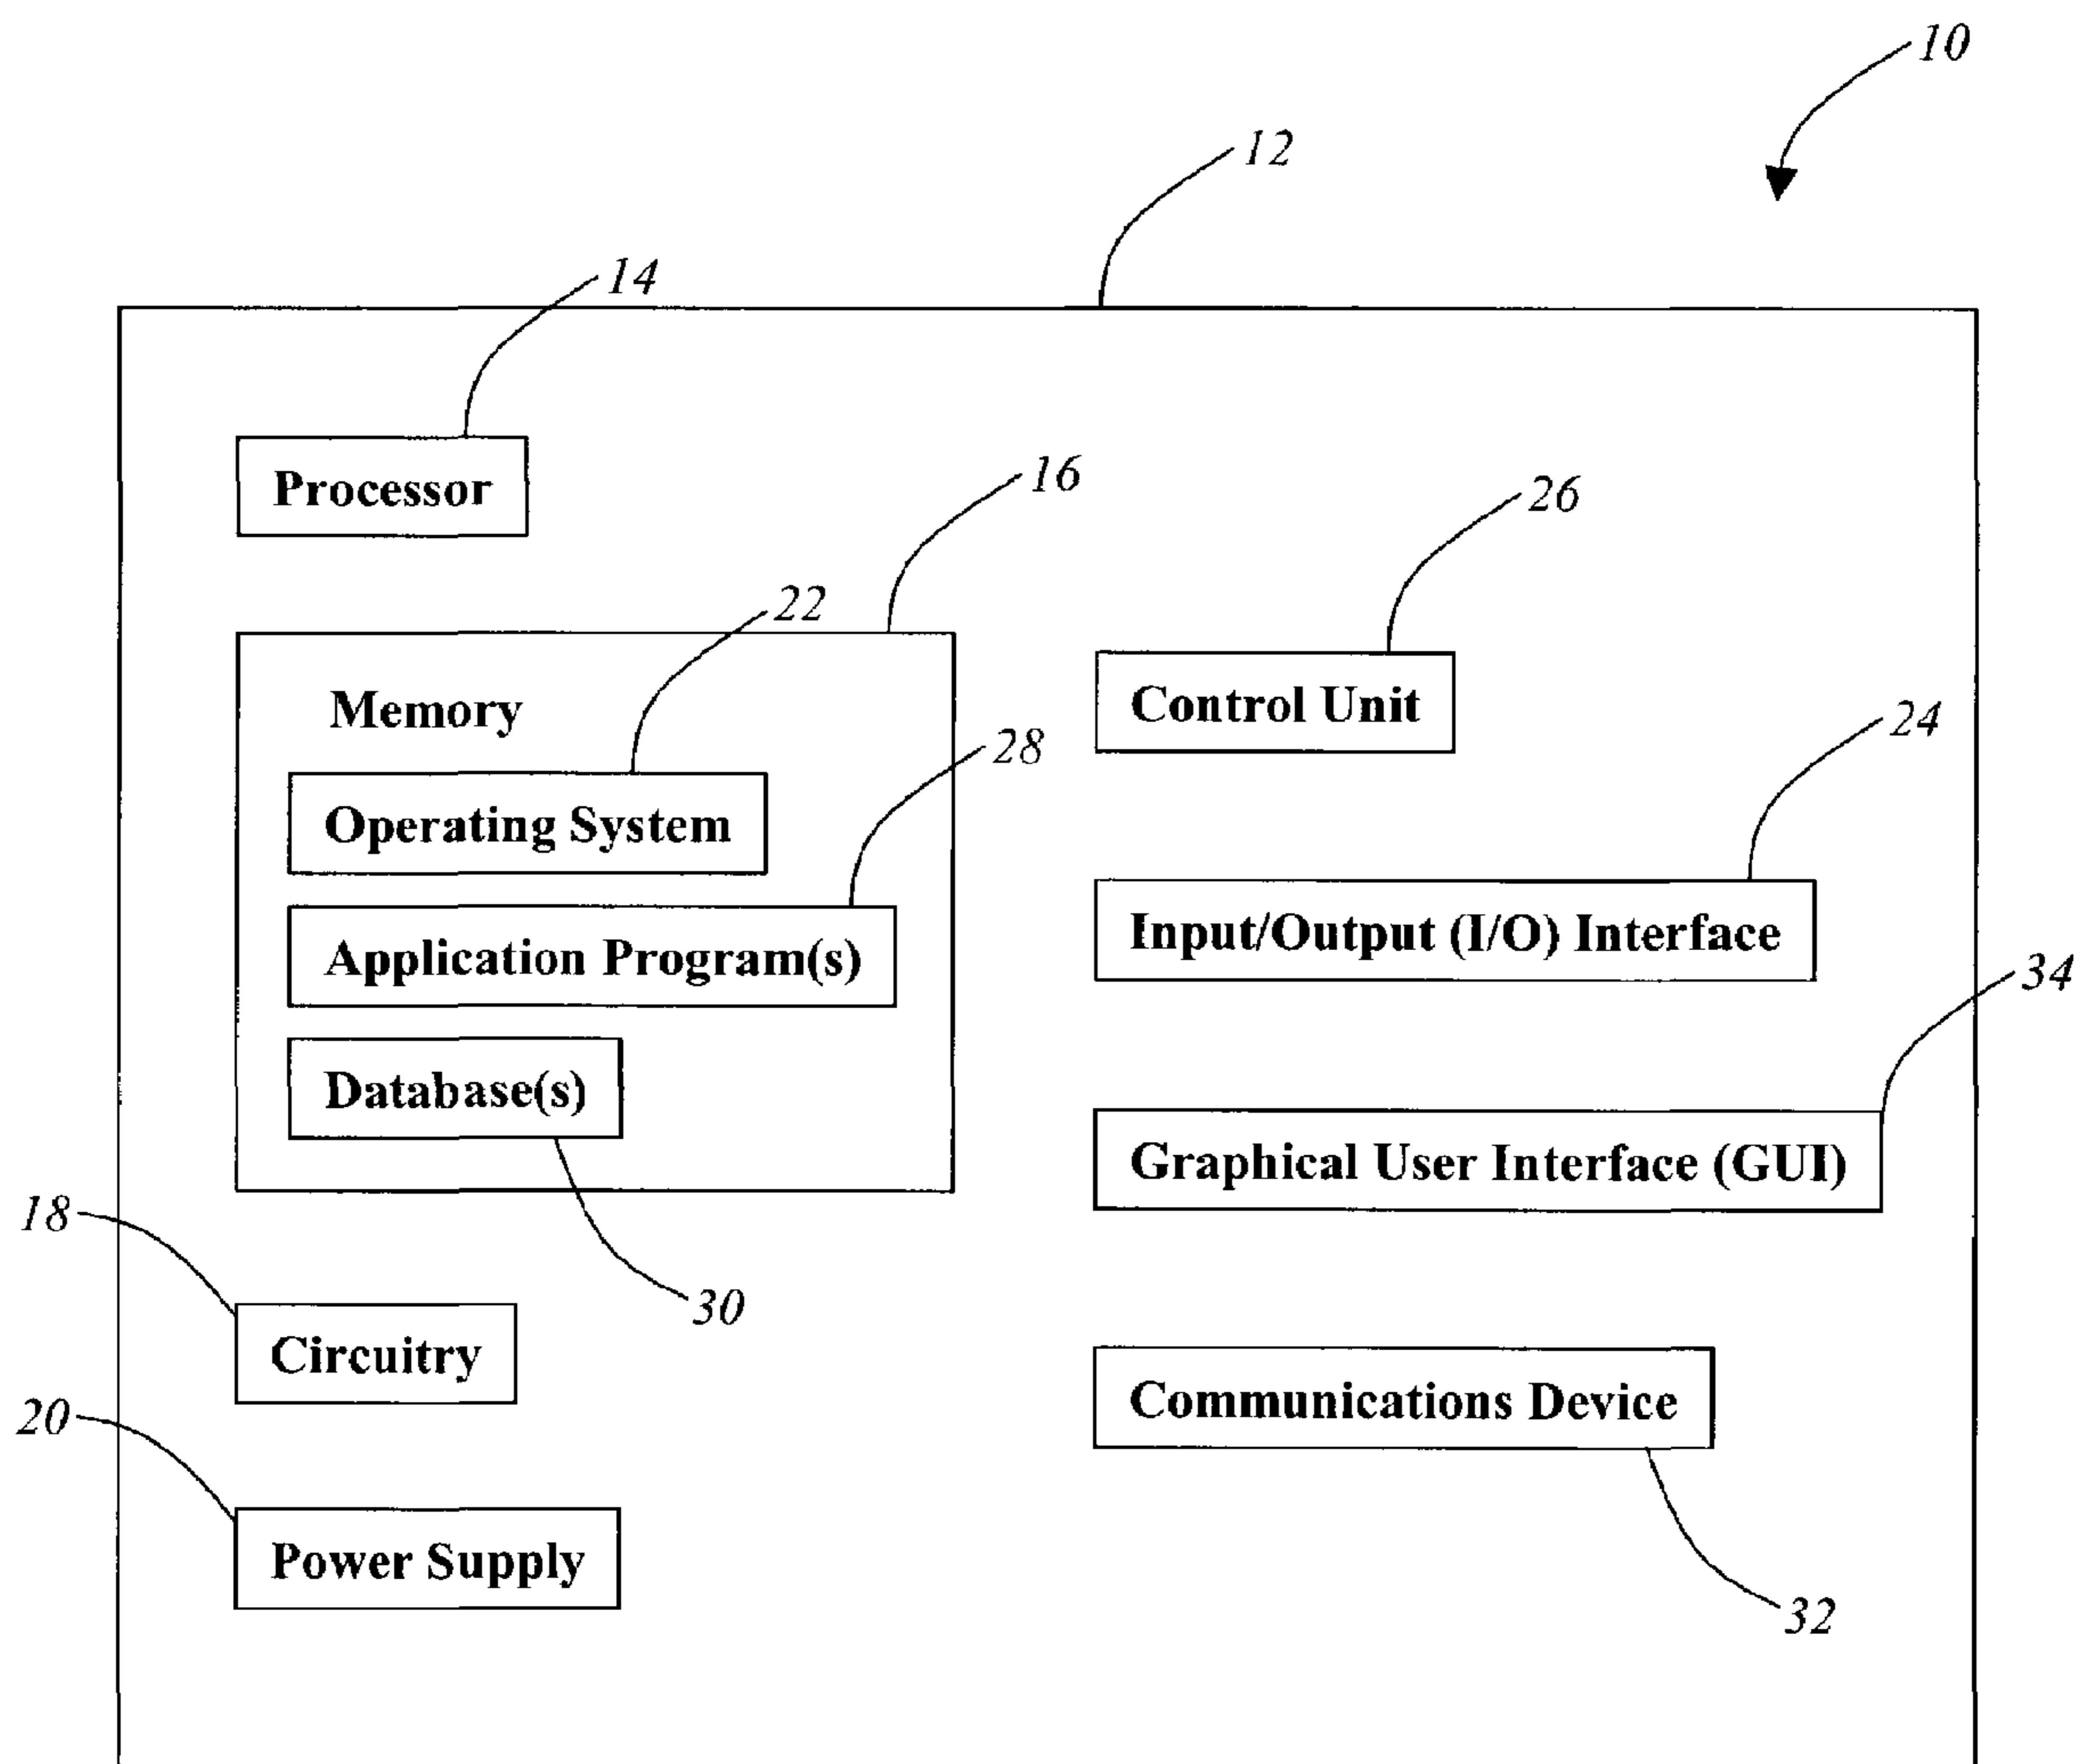 10
12
14
Processor
16
26
22
Memory
Control Unit
28
24
Operating System
Application Program(s)
Input/Output (I/O) Interface
34
Database(s)
Graphical User Interface (GUI)
18
30
Circuitry
Communications Device
20
Power Supply
32